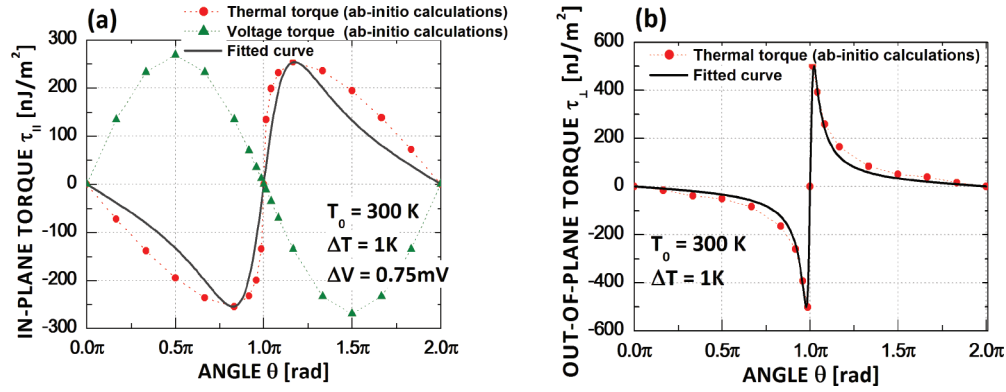 (a)
Thermal torque (ab-initio calculations)
Voltage torque (ab-initio calculations)
Fitted curve
IN-PLANE TORQUE τ|| [nJ/m²]
300
200
100
0
-100
-200
-300
T₀ = 300 K
ΔT = 1K
ΔV = 0.75mV
0.0π 0.5π 1.0π 1.5π 2.0π
ANGLE θ [rad]
(b)
Thermal torque (ab-initio calculations)
Fitted curve
OUT-OF-PLANE TORQUE τ⊥ [nJ/m²]
600
400
200
0
-200
-400
-600
T₀ = 300 K
ΔT = 1K
0.0π 0.5π 1.0π 1.5π 2.0π
ANGLE θ [rad]